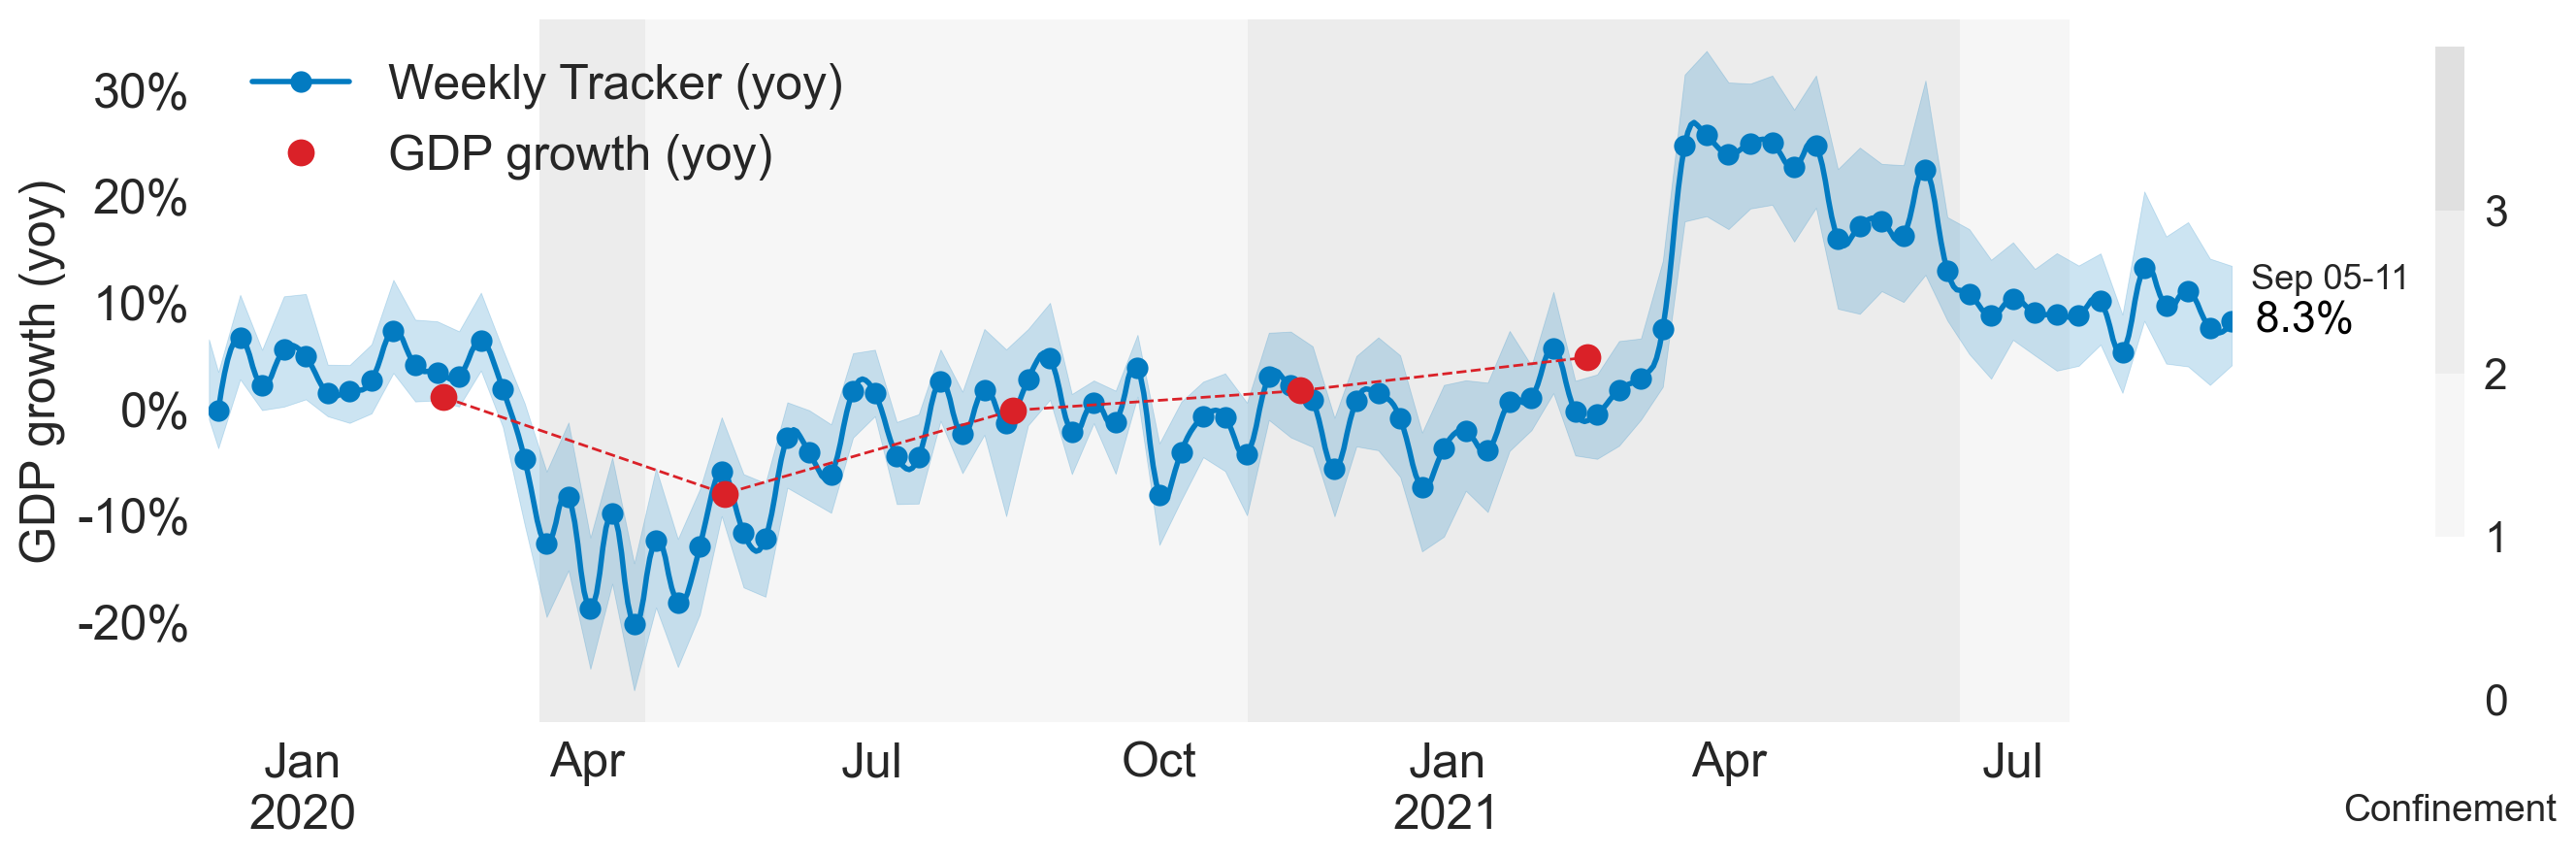 Weekly Tracker (yoy)
GDP growth (yoy)
GDP growth (yoy)
30%
20%
10%
0%
-10%
-20%
Jan
2020
Apr
Jul
Oct
Jan
2021
Apr
Jul
Sep 05-11
8.3%
3
2
1
0
Confinement